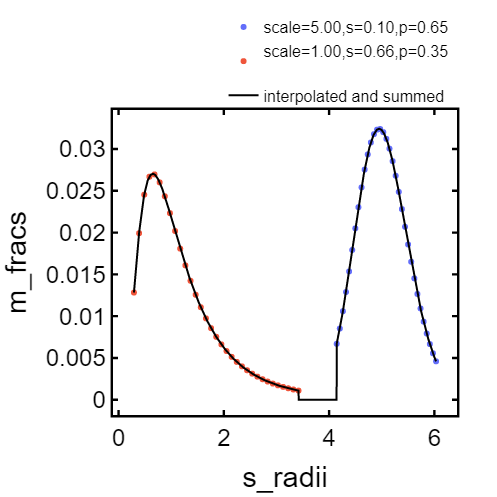 scale=5.00,s=0.10,p=0.65
scale=1.00,s=0.66,p=0.35
interpolated and summed
0.03
0.025
0.02
0.015
0.01
0.005
0
m_fracs
0 2 4 6
s_radii